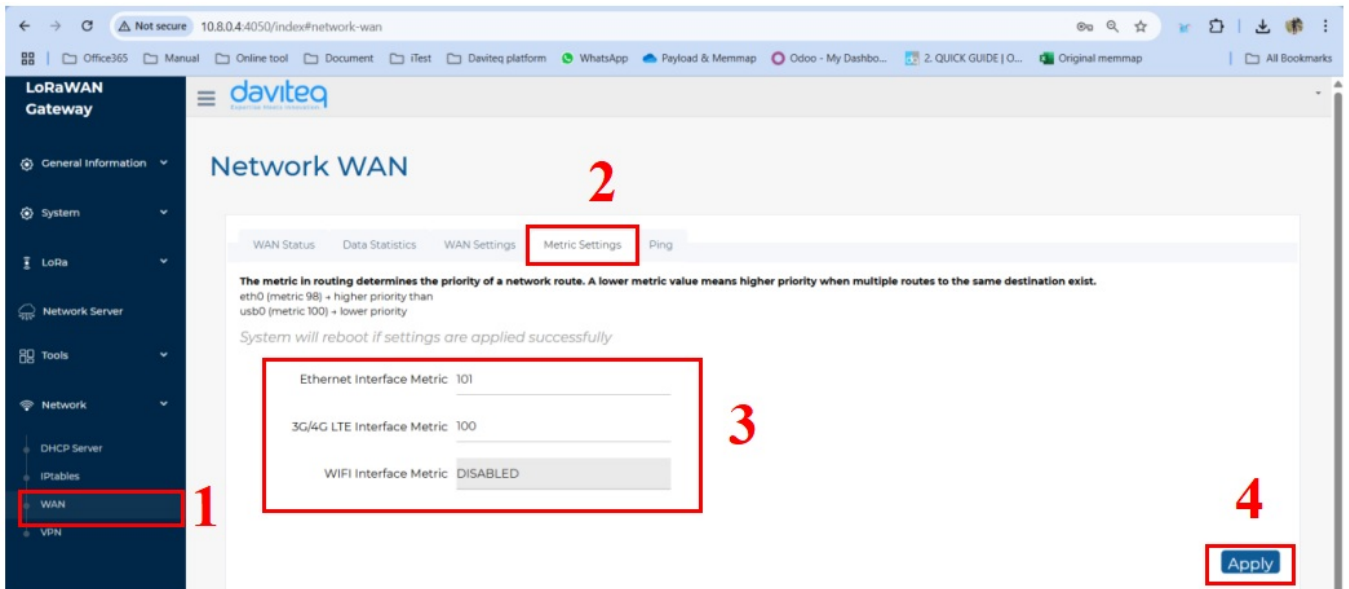 Not secure 10.8.0.4:4050/index#network-wan
Office365 Manual Online tool Document iTest Daviteq platform WhatsApp Payload & Memmap Odoo - My Dashbo... 2. QUICK GUIDE | O... Original memmap All Bookmarks
LoRaWAN
Gateway
daviteq
General Information
System
LoRa
Network Server
Tools
Network
DHCP Server
IPtables
WAN
VPN
1
Network WAN
2
WAN Status Data Statistics WAN Settings Metric Settings Ping
The metric in routing determines the priority of a network route. A lower metric value means higher priority when multiple routes to the same destination exist.
eth0 (metric 98) → higher priority than
usb0 (metric 100) → lower priority
System will reboot if settings are applied successfully
Ethernet Interface Metric 101
3G/4G LTE Interface Metric 100
WIFI Interface Metric DISABLED
3
4
Apply